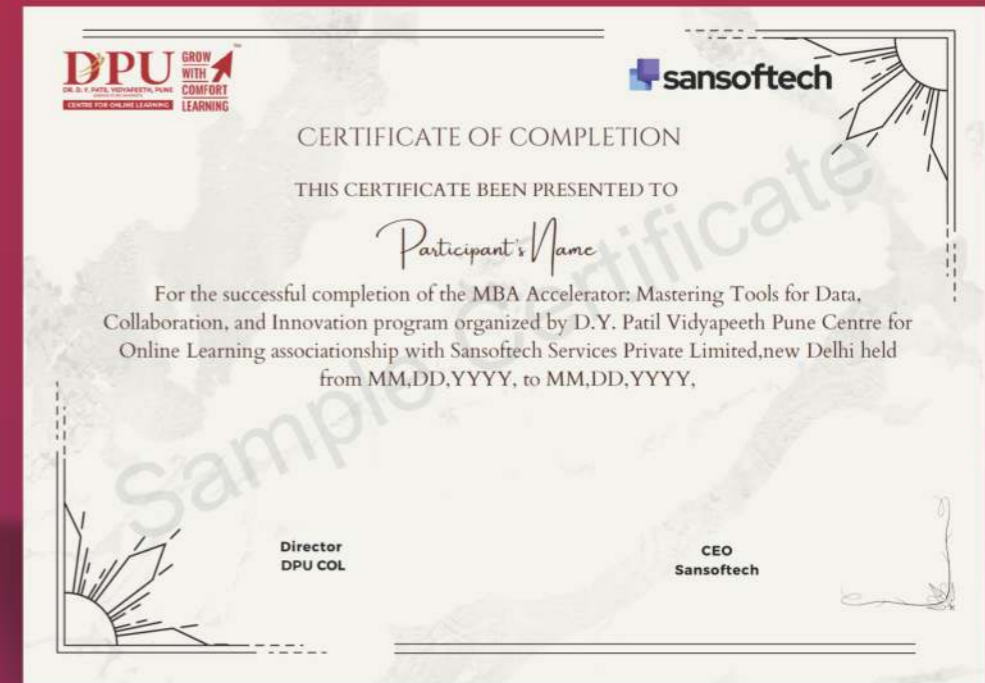 DPU
DR. D. Y. PATIL VIDYAPEETH, PUNE
CENTRE FOR ONLINE LEARNING
GROW
WITH
COMFORT
LEARNING
sansoftech
CERTIFICATE OF COMPLETION
THIS CERTIFICATE BEEN PRESENTED TO
Participant's Name
For the successful completion of the MBA Accelerator: Mastering Tools for Data,
Collaboration, and Innovation program organized by D.Y. Patil Vidyapeeth Pune Centre for
Online Learning associationship with Sansoftech Services Private Limited,new Delhi held
from MM,DD,YYYY, to MM,DD,YYYY,
Sample Certificate
Director
DPU COL
CEO
Sansoftech